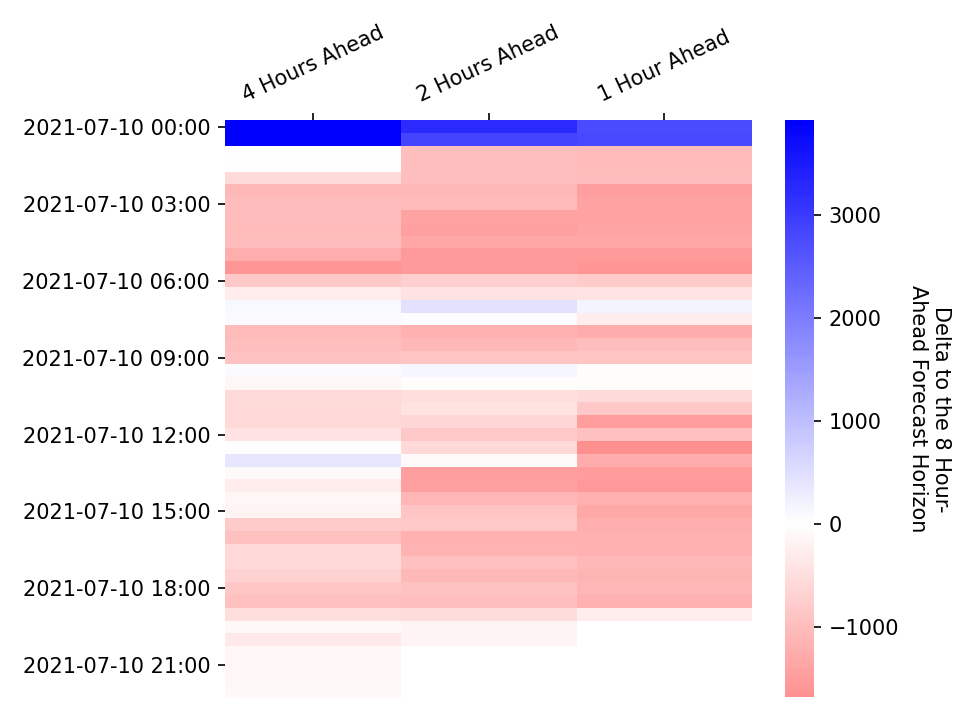 4 Hours Ahead
2 Hours Ahead
1 Hour Ahead
2021-07-10 00:00
2021-07-10 03:00
2021-07-10 06:00
2021-07-10 09:00
2021-07-10 12:00
2021-07-10 15:00
2021-07-10 18:00
2021-07-10 21:00
3000
2000
1000
0
−1000
Delta to the 8 Hour-
Ahead Forecast Horizon